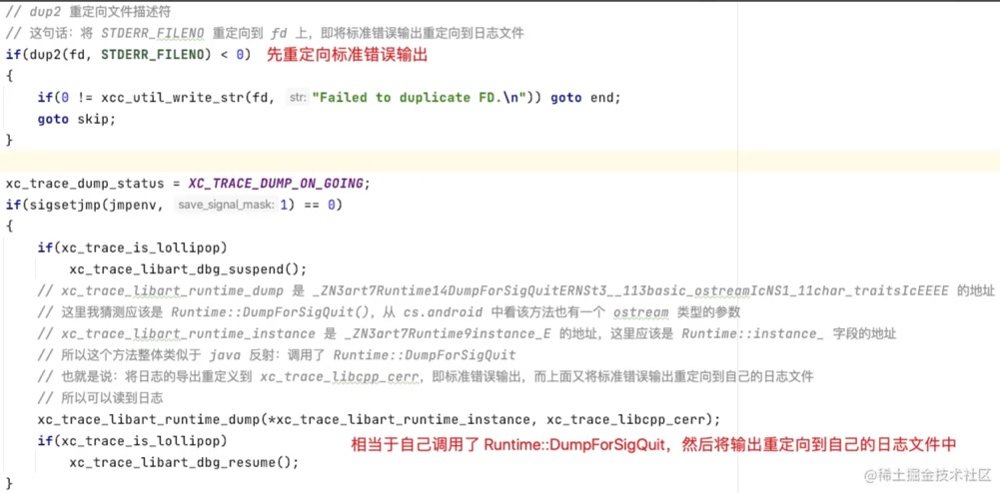 // dup2 重定向文件描述符
// 这句话：将 STDERR_FILENO 重定向到 fd 上，即将标准错误输出重定向到日志文件
if(dup2(fd, STDERR_FILENO) < 0) 先重定向标准错误输出
{
if(0 != xcc_util_write_str(fd, str: "Failed to duplicate FD.\n")) goto end;
goto skip;
}
xc_trace_dump_status = XC_TRACE_DUMP_ON_GOING;
if(sigsetjmp(jmpenv, save_signal_mask: 1) == 0)
{
if(xc_trace_is_lollipop)
xc_trace_libart_dbg_suspend();
// xc_trace_libart_runtime_dump 是 _ZN3art7Runtime14DumpForSigQuitERNSt3__113basic_ostreamIcNS1_11char_traitsIcEEEE 的地址
// 这里我猜测应该是 Runtime::DumpForSigQuit()，从 cs.android 中看该方法也有一个 ostream 类型的参数
// xc_trace_libart_runtime_instance 是 _ZN3art7Runtime9instance_E 的地址，这里应该是 Runtime::instance_ 字段的地址
// 所以这个方法整体类似于 java 反射：调用了 Runtime::DumpForSigQuit
// 也就是说：将日志的导出重定义到 xc_trace_libcpp_cerr，即标准错误输出，而上面又将标准错误输出重定向到自己的日志文件
// 所以可以读到日志
xc_trace_libart_runtime_dump(*xc_trace_libart_runtime_instance, xc_trace_libcpp_cerr);
if(xc_trace_is_lollipop) 相当于自己调用了 Runtime::DumpForSigQuit，然后将输出重定向到自己的日志文件中
xc_trace_libart_dbg_resume();
}
@稀土掘金技术社区